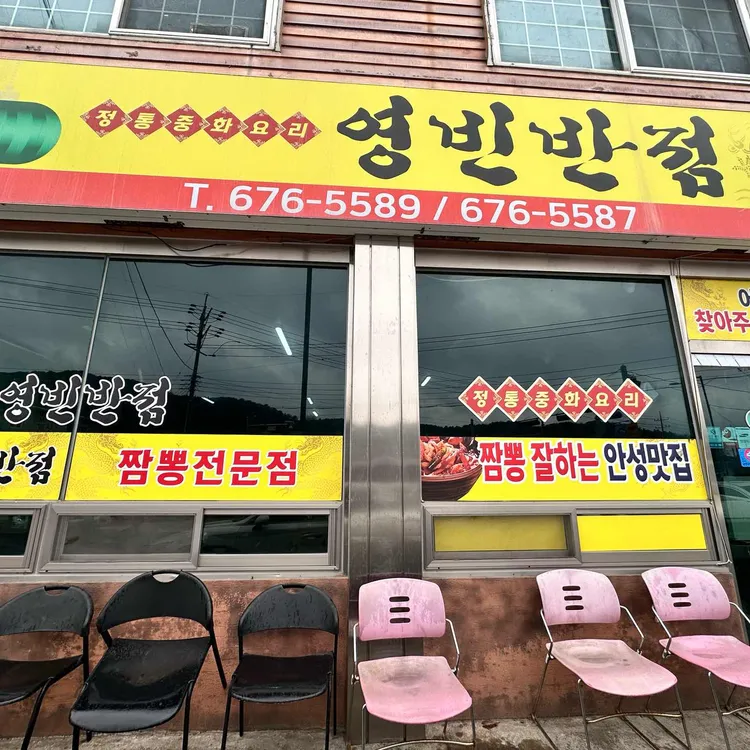 정통중화요리 영빈반점
T. 676-5589 / 676-5587
찾아주
영빈반점
정통중화요리
반점
짬뽕전문점
짬뽕 잘하는 안성맛집